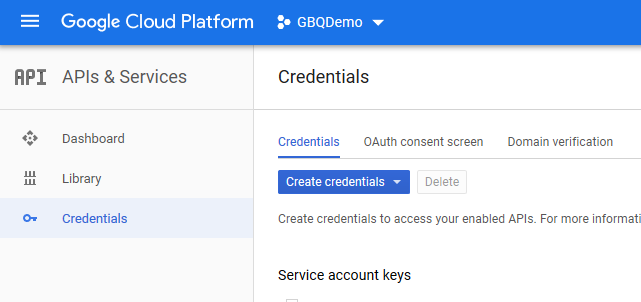 Google Cloud Platform GBQDemo
API APIs & Services
Credentials
Dashboard
Library
Credentials
Credentials OAuth consent screen Domain verification
Create credentials Delete
Create credentials to access your enabled APIs. For more informati
Service account keys